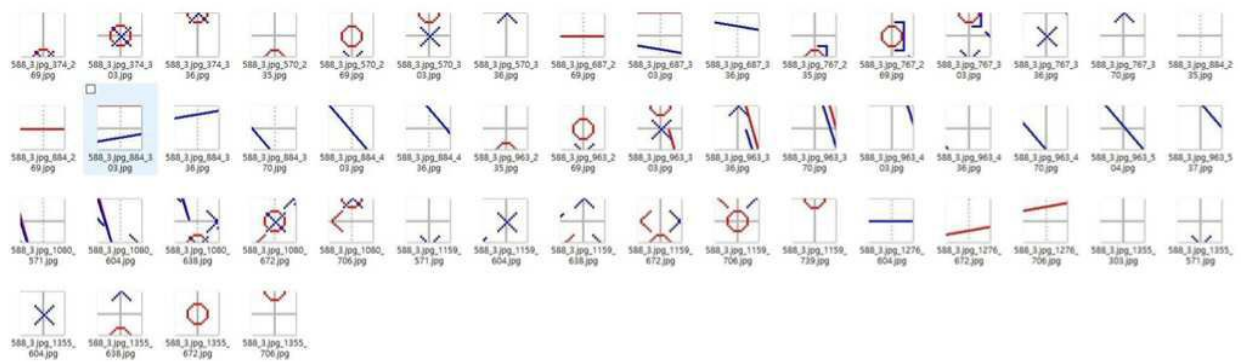 588_3.jpg_374_2 588_3.jpg_374_3 588_3.jpg_374_3 588_3.jpg_570_2 588_3.jpg_570_2 588_3.jpg_570_3 588_3.jpg_570_3 588_3.jpg_687_2 588_3.jpg_687_3 588_3.jpg_687_3 588_3.jpg_767_2 588_3.jpg_767_2 588_3.jpg_767_3 588_3.jpg_767_3 588_3.jpg_767_3 588_3.jpg_884_2
69.jpg 03.jpg 36.jpg 35.jpg 69.jpg 03.jpg 36.jpg 69.jpg 03.jpg 36.jpg 35.jpg 69.jpg 03.jpg 36.jpg 70.jpg 35.jpg
588_3.jpg_884_2 588_3.jpg_884_3 588_3.jpg_884_3 588_3.jpg_884_3 588_3.jpg_884_4 588_3.jpg_884_4 588_3.jpg_963_2 588_3.jpg_963_2 588_3.jpg_963_3 588_3.jpg_963_3 588_3.jpg_963_3 588_3.jpg_963_4 588_3.jpg_963_4 588_3.jpg_963_4 588_3.jpg_963_5 588_3.jpg_963_5
69.jpg 03.jpg 36.jpg 70.jpg 03.jpg 36.jpg 35.jpg 69.jpg 03.jpg 36.jpg 70.jpg 03.jpg 36.jpg 70.jpg 04.jpg 37.jpg
588_3.jpg_1080_ 588_3.jpg_1080_ 588_3.jpg_1080_ 588_3.jpg_1080_ 588_3.jpg_1080_ 588_3.jpg_1159_ 588_3.jpg_1159_ 588_3.jpg_1159_ 588_3.jpg_1159_ 588_3.jpg_1159_ 588_3.jpg_1159_ 588_3.jpg_1276_ 588_3.jpg_1276_ 588_3.jpg_1276_ 588_3.jpg_1355_ 588_3.jpg_1355_
571.jpg 604.jpg 638.jpg 672.jpg 706.jpg 571.jpg 604.jpg 638.jpg 672.jpg 706.jpg 739.jpg 604.jpg 672.jpg 706.jpg 303.jpg 571.jpg
588_3.jpg_1355_ 588_3.jpg_1355_ 588_3.jpg_1355_ 588_3.jpg_1355_
604.jpg 638.jpg 672.jpg 706.jpg